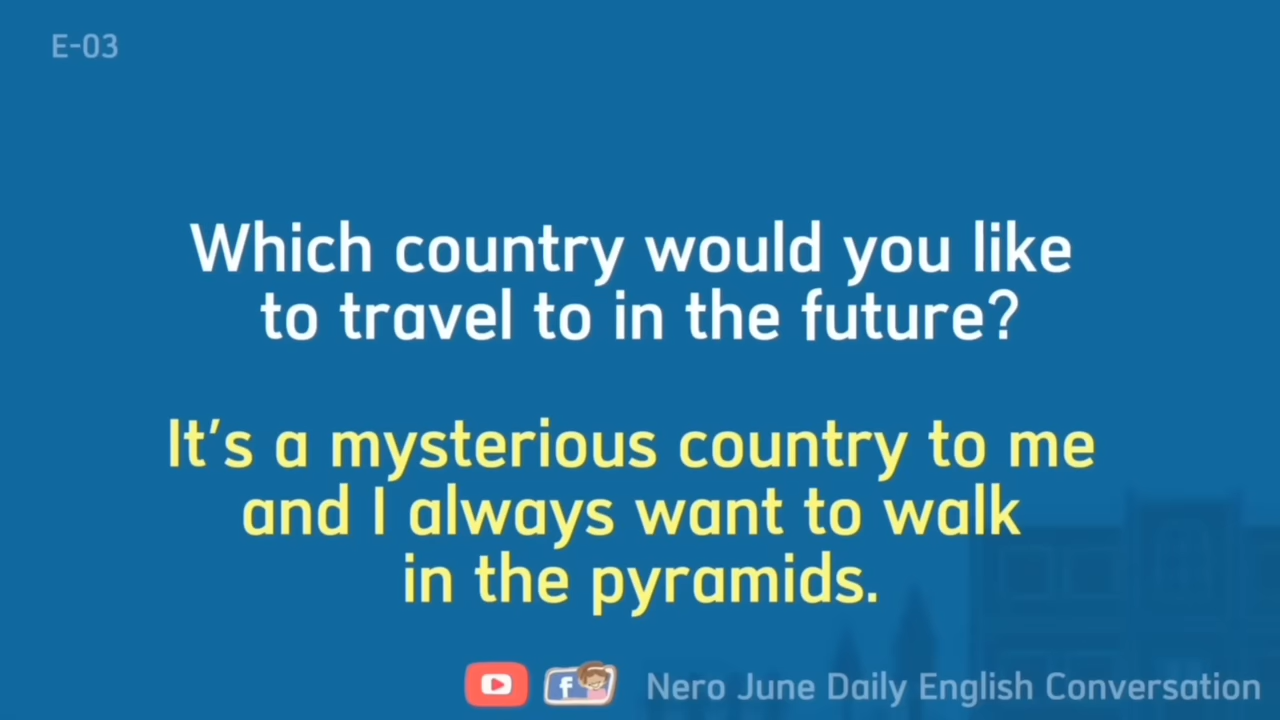 E-03
Which country would you like
to travel to in the future?
It's a mysterious country to me
and I always want to walk
in the pyramids.
f
Nero June Daily English Conversation